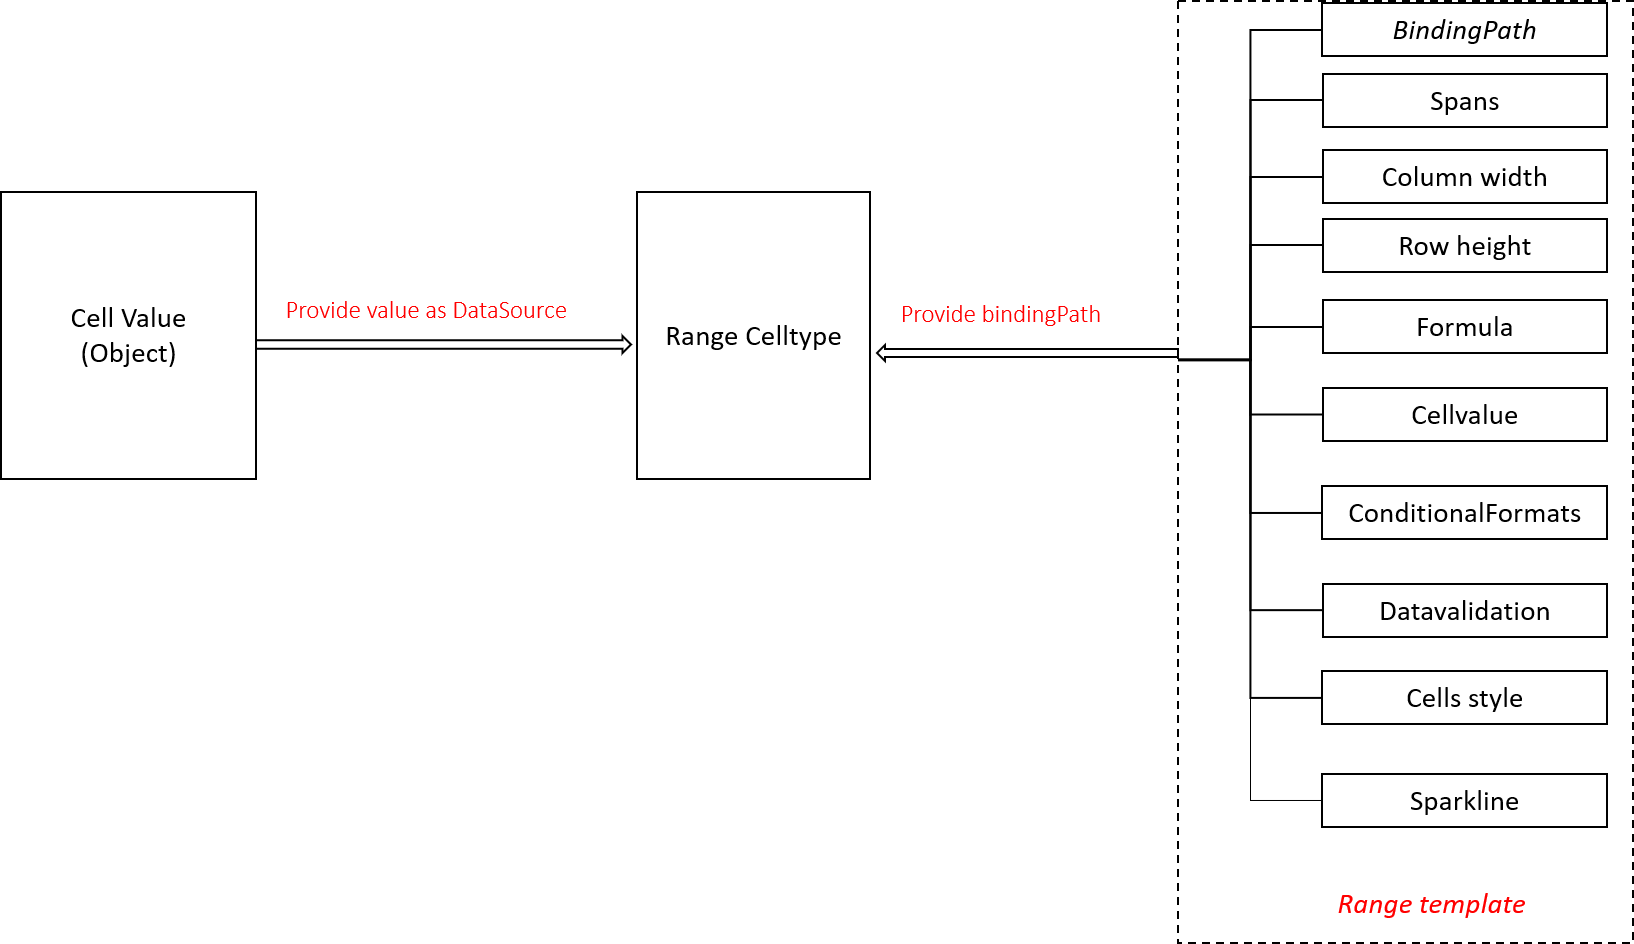 Cell Value
(Object)
Provide value as DataSource
Range Celltype
Provide bindingPath
BindingPath
Spans
Column width
Row height
Formula
Cellvalue
ConditionalFormats
Datavalidation
Cells style
Sparkline
Range template